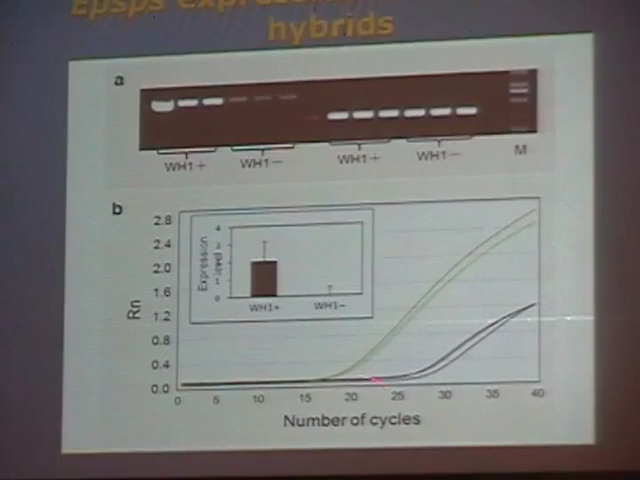 Epsps
hybrids
a
WH1+ WH1− WH1+ WH1− M
b
2.8
2.4
2.0
1.6
1.2
0.8
0.4
0.0
Rn
Expression
level
4
3
2
1
0
WH1+ WH1−
0 5 10 15 20 25 30 35 40
Number of cycles